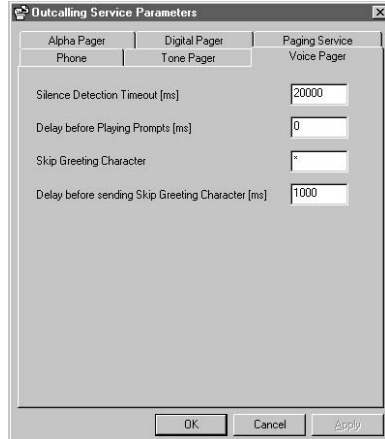 Outcalling Service Parameters
Alpha Pager Digital Pager Paging Service
Phone Tone Pager Voice Pager
Silence Detection Timeout [ms] 20000
Delay before Playing Prompts [ms] 0
Skip Greeting Character *
Delay before sending Skip Greeting Character [ms] 1000
OK Cancel Apply